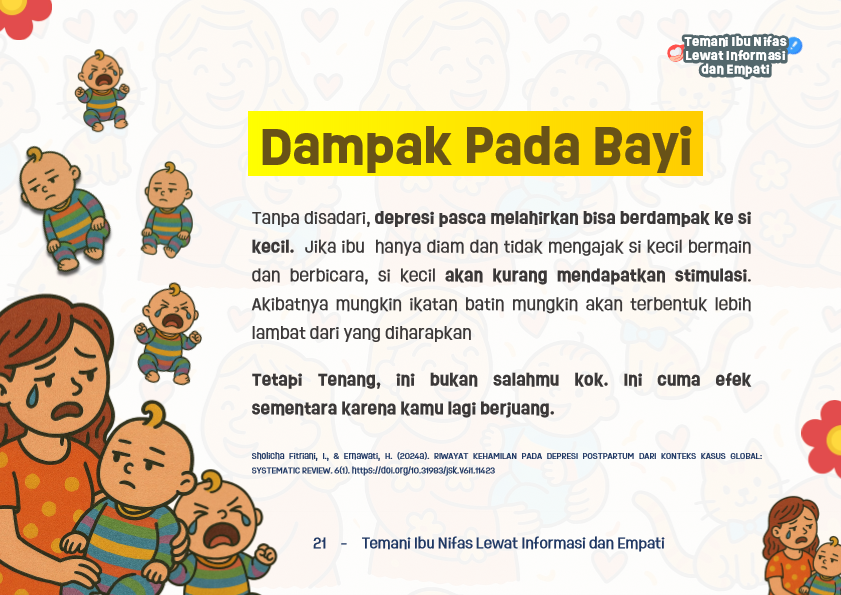 Temani Ibu Nifas
Lewat Informasi
dan Empati
Dampak Pada Bayi
Tanpa disadari, depresi pasca melahirkan bisa berdampak ke si
kecil. Jika ibu hanya diam dan tidak mengajak si kecil bermain
dan berbicara, si kecil akan kurang mendapatkan stimulasi.
Akibatnya mungkin ikatan batin mungkin akan terbentuk lebih
lambat dari yang diharapkan
Tetapi Tenang, ini bukan salahmu kok. Ini cuma efek
sementara karena kamu lagi berjuang.
Sholicha Fitriani, I., & Ernawati, H. (2024a). RIWAYAT KEHAMILAN PADA DEPRESI POSTPARTUM DARI KONTEKS KASUS GLOBAL:
SYSTEMATIC REVIEW. 6(1). https://doi.org/10.31983/jsk.v6i1.11423
21 - Temani Ibu Nifas Lewat Informasi dan Empati